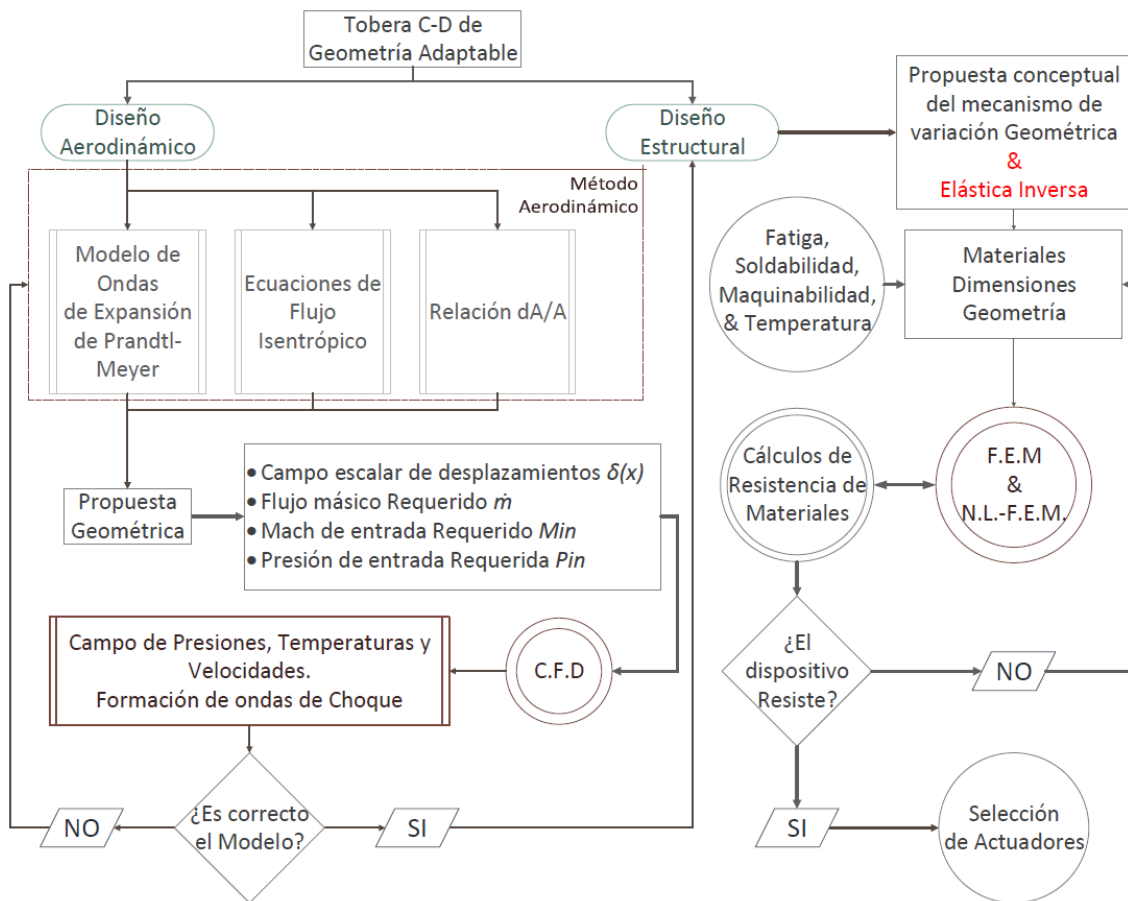 Tobera C-D de
Geometría Adaptable
Diseño
Aerodinámico
Diseño
Estructural
Propuesta conceptual
del mecanismo de
variación Geométrica
&
Elástica Inversa
Método
Aerodinámico
Modelo de
Ondas
de Expansión
de Prandtl-
Meyer
Ecuaciones de
Flujo
Isentrópico
Relación dA/A
Fatiga,
Soldabilidad,
Maquinabilidad,
& Temperatura
Materiales
Dimensiones
Geometría
Propuesta
Geométrica
• Campo escalar de desplazamientos δ(x)
• Flujo másico Requerido ṁ
• Mach de entrada Requerido Min
• Presión de entrada Requerida Pin
Cálculos de
Resistencia de
Materiales
F.E.M
&
N.L.-F.E.M.
Campo de Presiones, Temperaturas y
Velocidades.
Formación de ondas de Choque
C.F.D
¿El
dispositivo
Resiste?
NO
NO
¿Es correcto
el Modelo?
SI
SI
Selección
de Actuadores